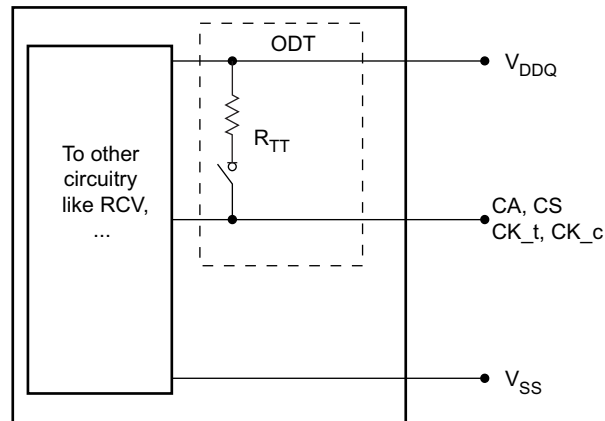 ODT
V_DDQ
R_TT
To other
circuitry
like RCV,
...
CA, CS
CK_t, CK_c
V_SS